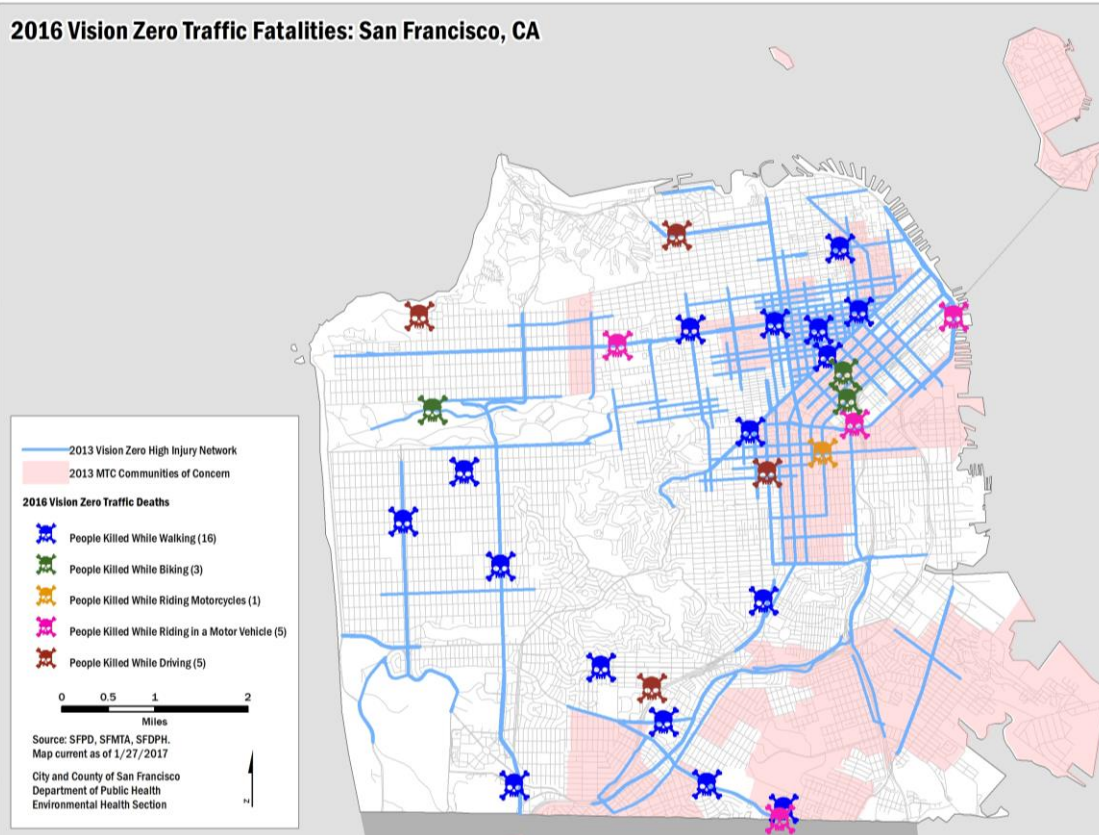 2016 Vision Zero Traffic Fatalities: San Francisco, CA
2013 Vision Zero High Injury Network
2013 MTC Communities of Concern
2016 Vision Zero Traffic Deaths
People Killed While Walking (16)
People Killed While Biking (3)
People Killed While Riding Motorcycles (1)
People Killed While Riding in a Motor Vehicle (5)
People Killed While Driving (5)
0 0.5 1 2
Miles
Source: SFPD, SFMTA, SFDPH.
Map current as of 1/27/2017
City and County of San Francisco
Department of Public Health
Environmental Health Section
N